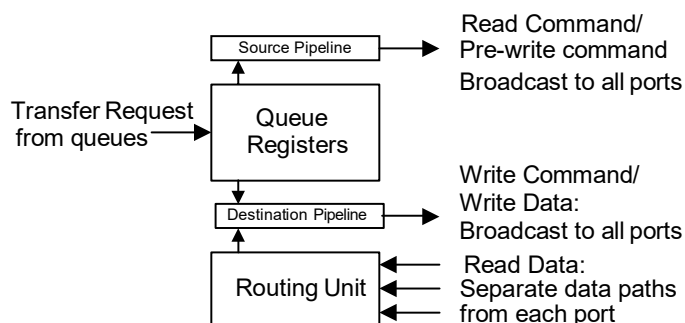 Source Pipeline
Read Command/
Pre-write command
Broadcast to all ports
Transfer Request
from queues
Queue
Registers
Write Command/
Write Data:
Broadcast to all ports
Destination Pipeline
Routing Unit
Read Data:
Separate data paths
from each port